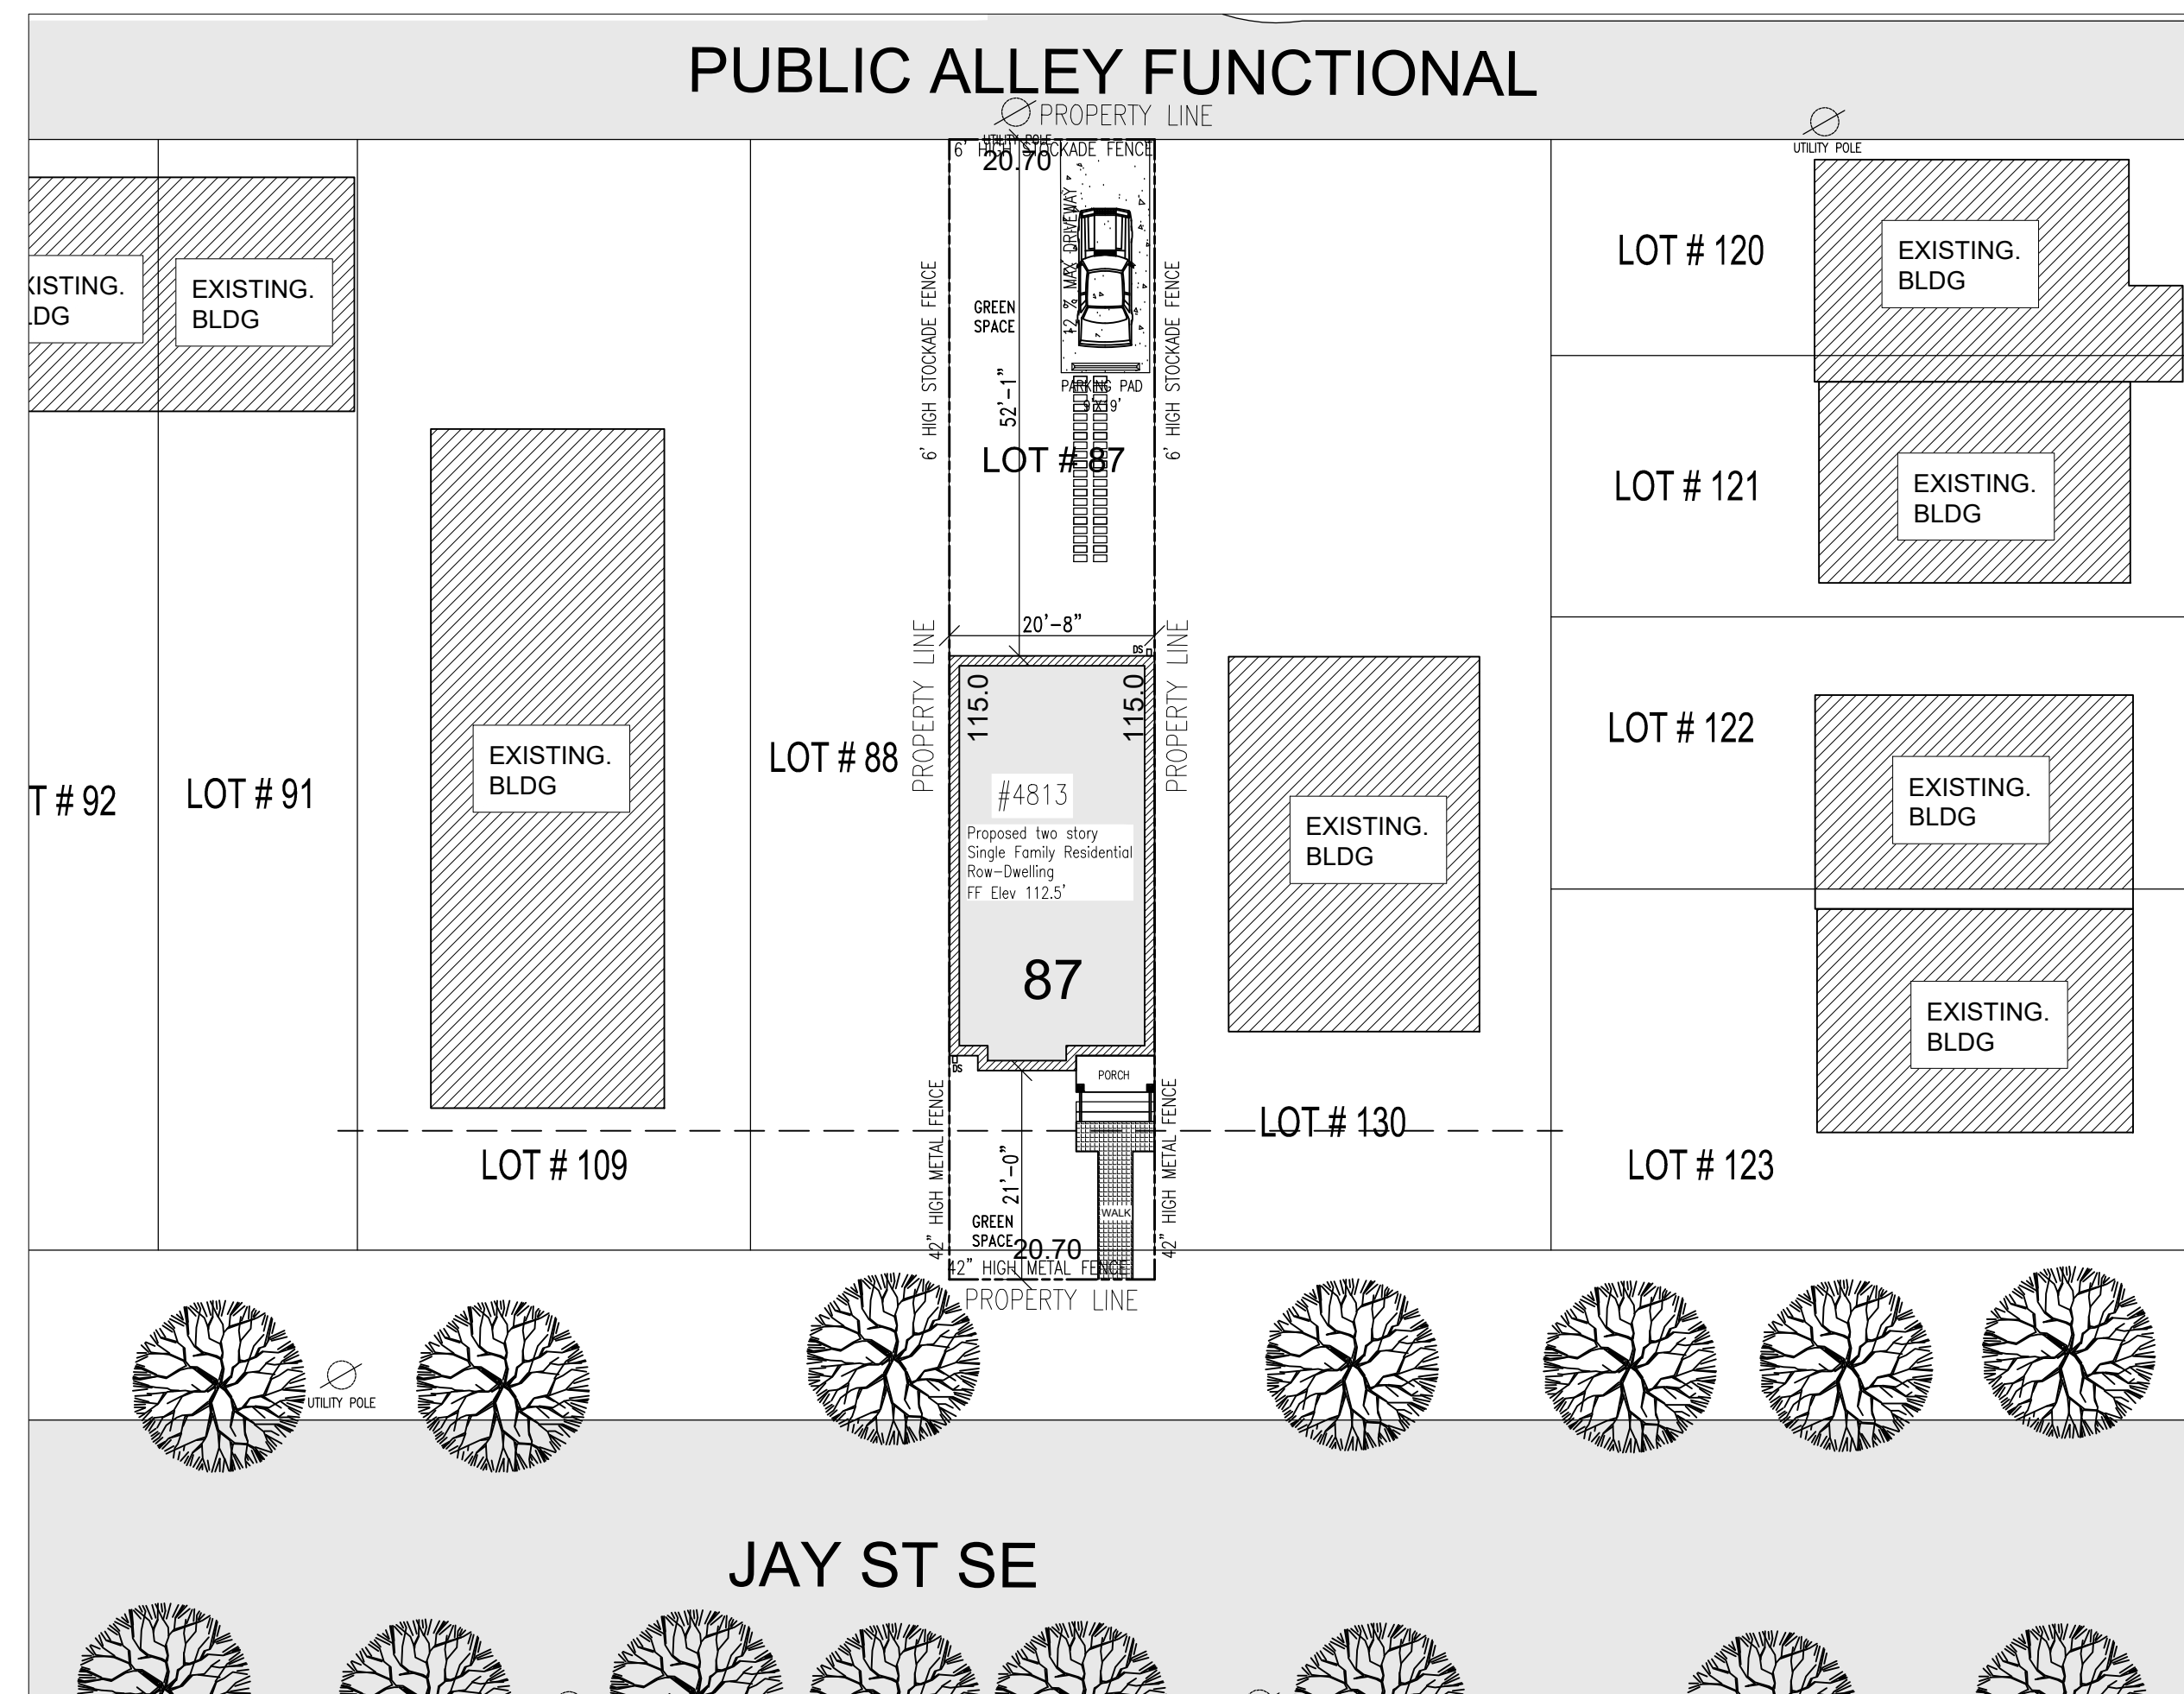 PUBLIC ALLEY FUNCTIONAL
PROPERTY LINE
UTILITY POLE
6' HIGH STOCKADE FENCE
20.70
UTILITY POLE
12 % MAX DRIVEWAY
LOT # 120
EXISTING.
BLDG
XISTING.
LDG
EXISTING.
BLDG
6' HIGH STOCKADE FENCE
GREEN
SPACE
6' HIGH STOCKADE FENCE
52'-1"
PARKING PAD
9'X19'
LOT # 87
LOT # 121
EXISTING.
BLDG
20'-8"
DS
PROPERTY LINE
PROPERTY LINE
115.0
115.0
LOT # 122
EXISTING.
BLDG
EXISTING.
BLDG
LOT # 88
#4813
Proposed two story
Single Family Residential
Row-Dwelling
FF Elev 112.5'
EXISTING.
BLDG
T # 92
LOT # 91
87
EXISTING.
BLDG
DS
PORCH
42" HIGH METAL FENCE
42" HIGH METAL FENCE
LOT # 130
LOT # 109
LOT # 123
21'-0"
WALK
GREEN
SPACE
20.70
42" HIGH METAL FENCE
PROPERTY LINE
UTILITY POLE
JAY ST SE